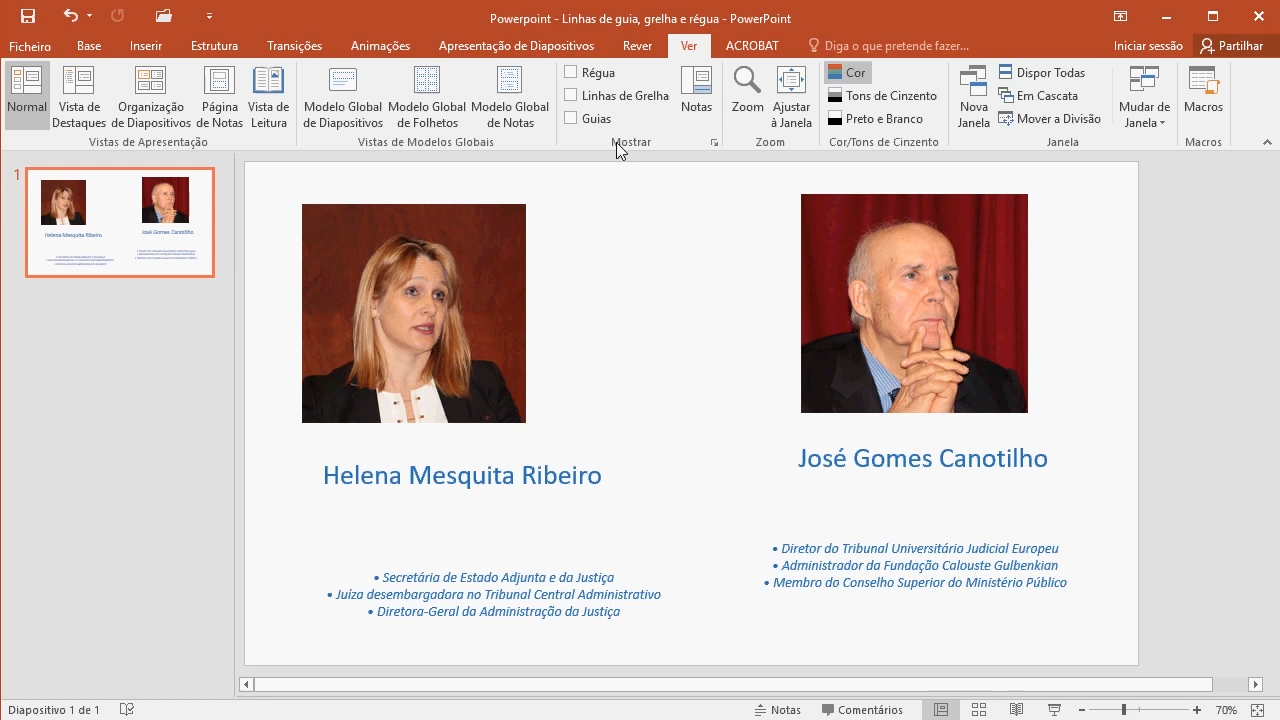 Powerpoint - Linhas de guia, grelha e régua - PowerPoint
Ficheiro Base Inserir Estrutura Transições Animações Apresentação de Diapositivos Rever Ver ACROBAT Diga o que pretende fazer... Iniciar sessão Partilhar
Normal
Vista de Destaques
Organização de Diapositivos
Página de Notas
Vista de Leitura
Vistas de Apresentação
Modelo Global de Diapositivos
Modelo Global de Folhetos
Modelo Global de Notas
Vistas de Modelos Globais
Régua
Linhas de Grelha
Guias
Notas
Mostrar
Zoom
Ajustar à Janela
Zoom
Cor
Tons de Cinzento
Preto e Branco
Cor/Tons de Cinzento
Nova Janela
Dispor Todas
Em Cascata
Mover a Divisão
Mudar de Janela
Janela
Macros
Macros
1
Helena Mesquita Ribeiro
José Gomes Canotilho
Helena Mesquita Ribeiro
• Secretária de Estado Adjunta e da Justiça
• Juíza desembargadora no Tribunal Central Administrativo
• Diretora-Geral da Administração da Justiça
José Gomes Canotilho
• Diretor do Tribunal Universitário Judicial Europeu
• Administrador da Fundação Calouste Gulbenkian
• Membro do Conselho Superior do Ministério Público
Diapositivo 1 de 1 Notas Comentários 70%